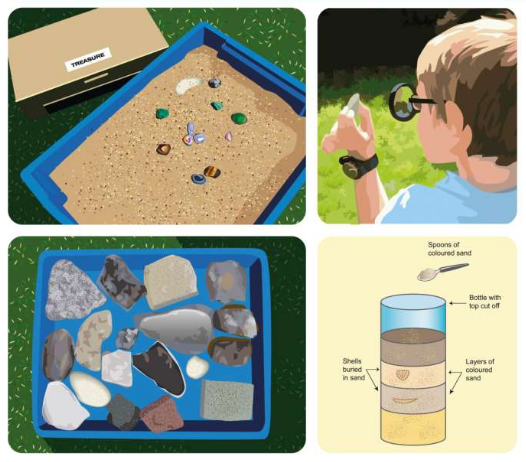 TREASURE
Spoons of
coloured sand
Bottle with
top cut off
Shells
buried
in sand
Layers of
coloured
sand